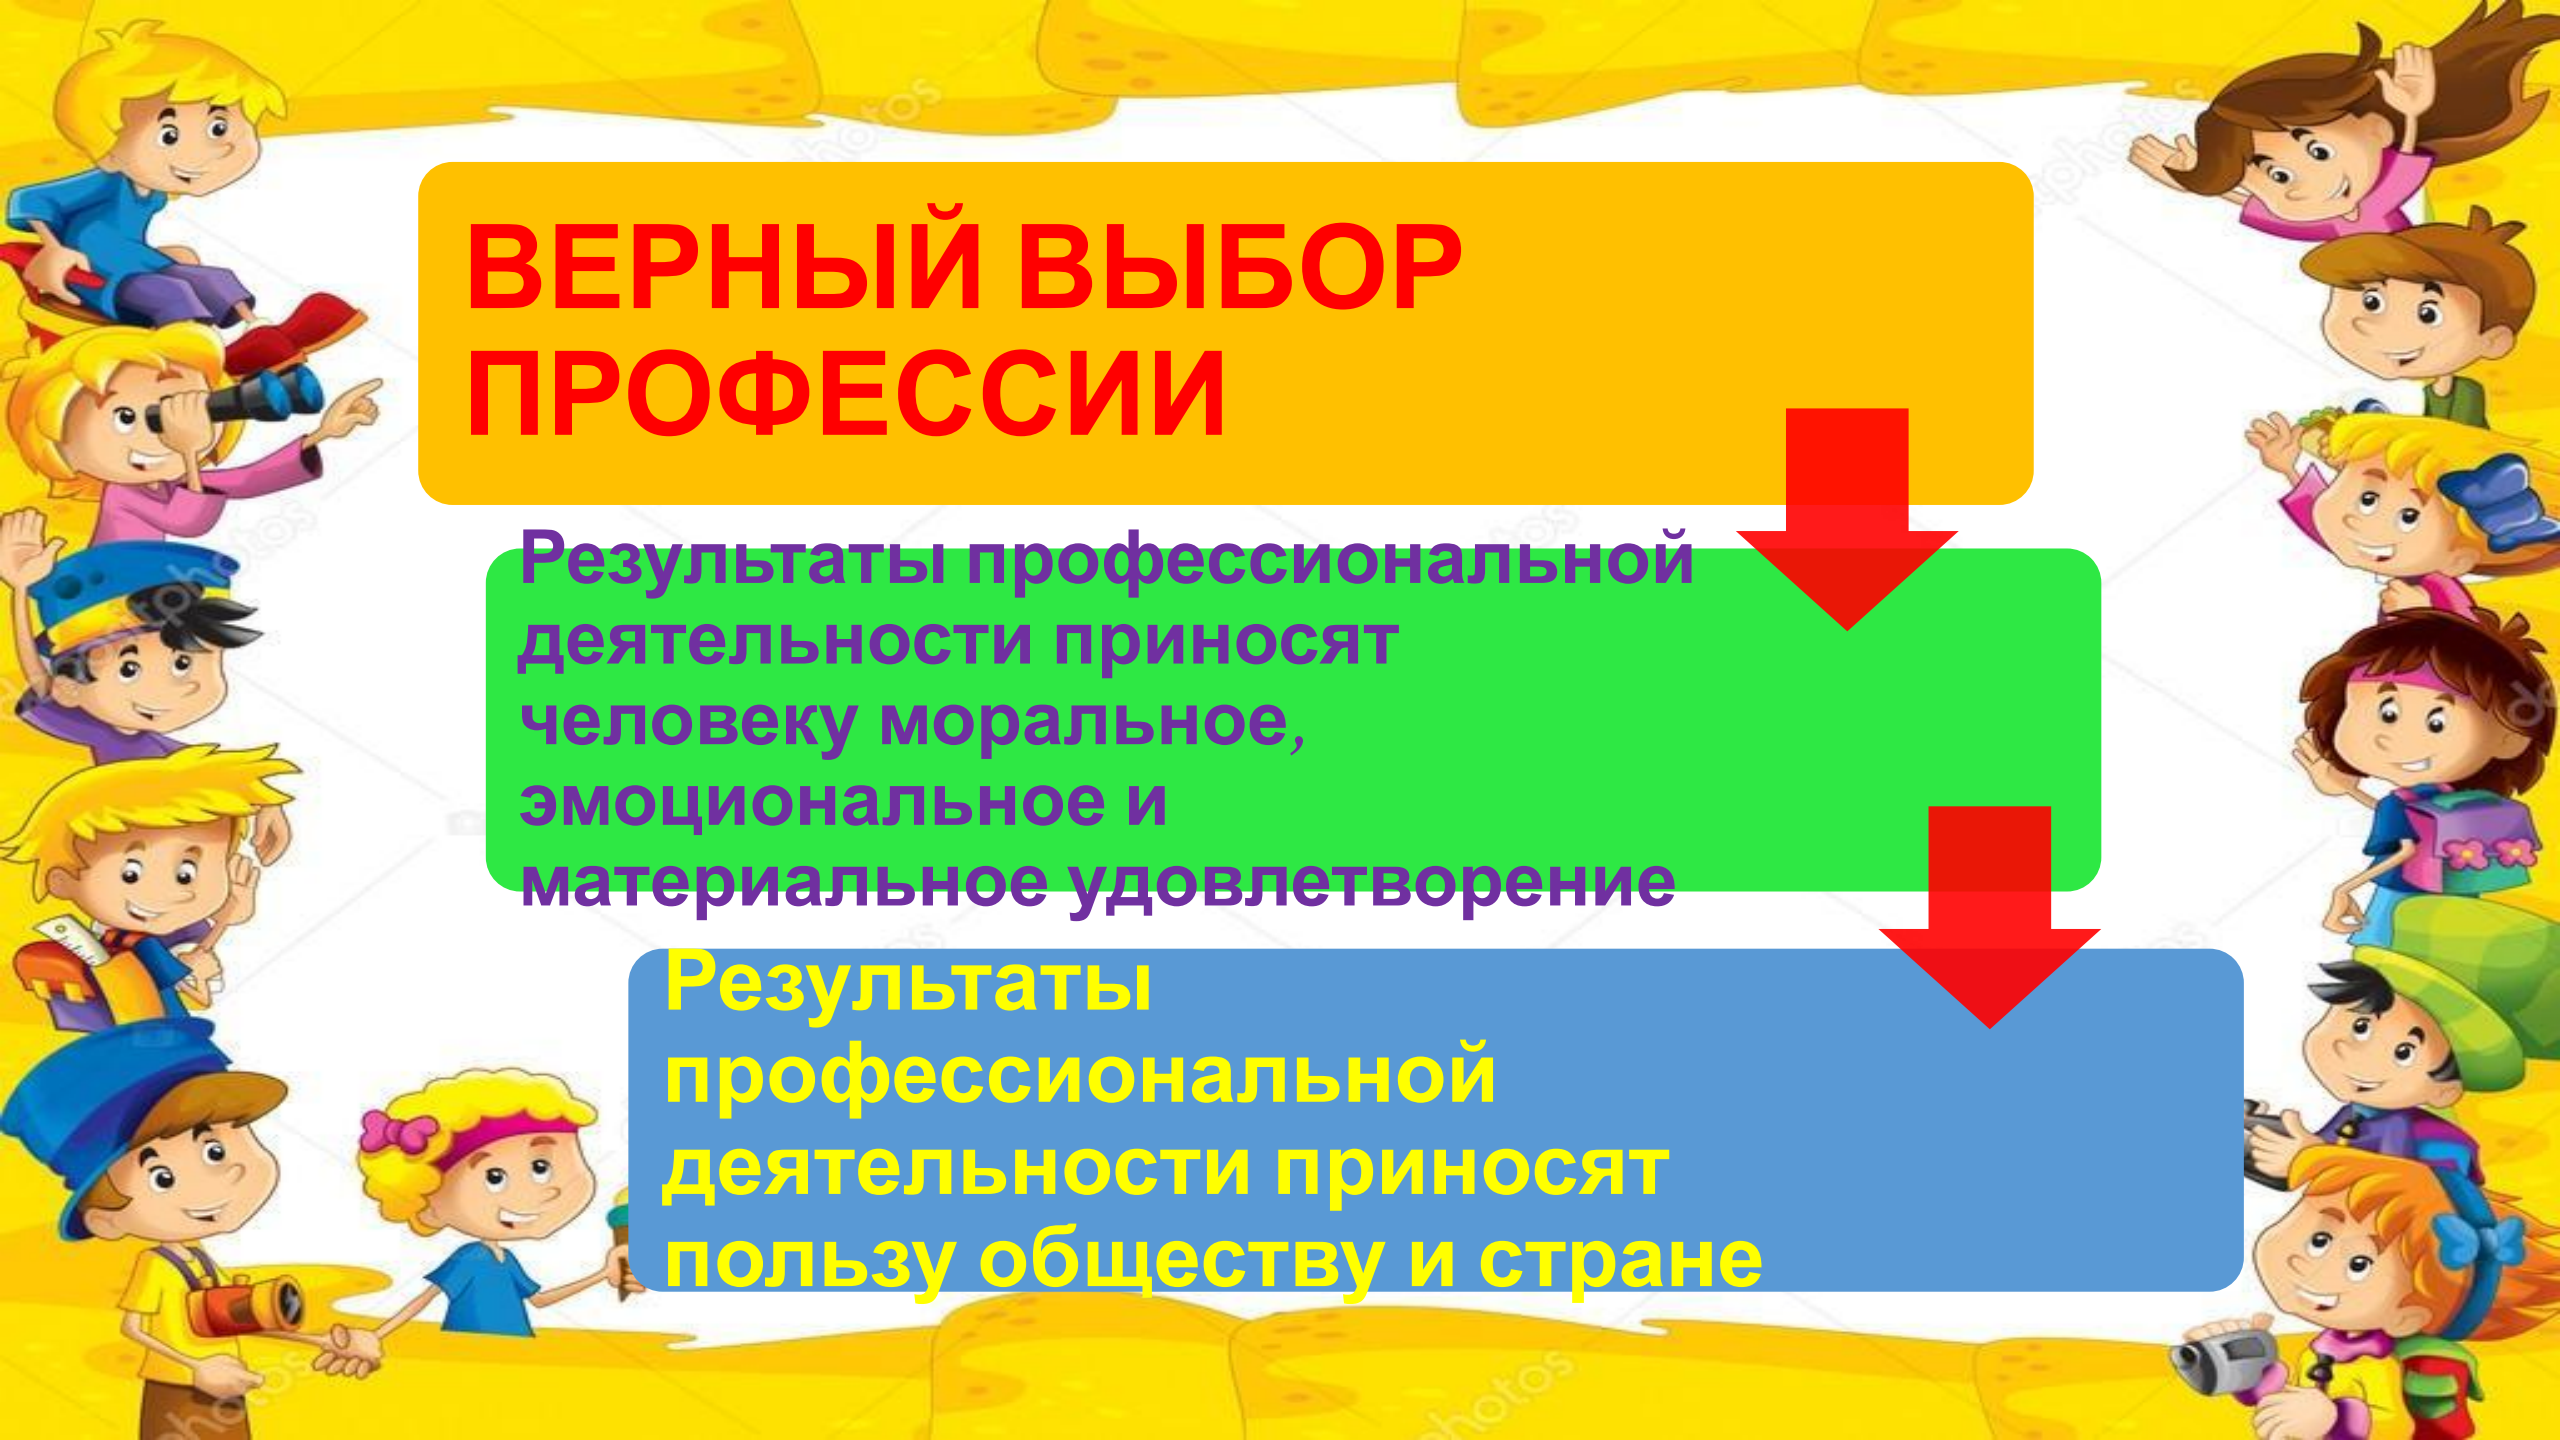 ВЕРНЫЙ ВЫБОР
ПРОФЕССИИ
Результаты профессиональной
деятельности приносят
человеку моральное,
эмоциональное и
материальное удовлетворение
Результаты
профессиональной
деятельности приносят
пользу обществу и стране